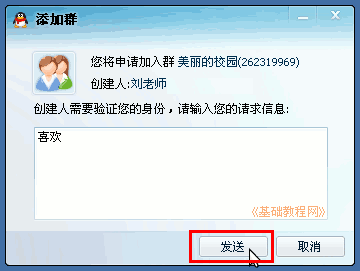 添加群
您将申请加入群 美丽的校园(262319969)
创建人:刘老师
创建人需要验证您的身份，请输入您的请求信息:
喜欢
《基础教程网》
发送
取消